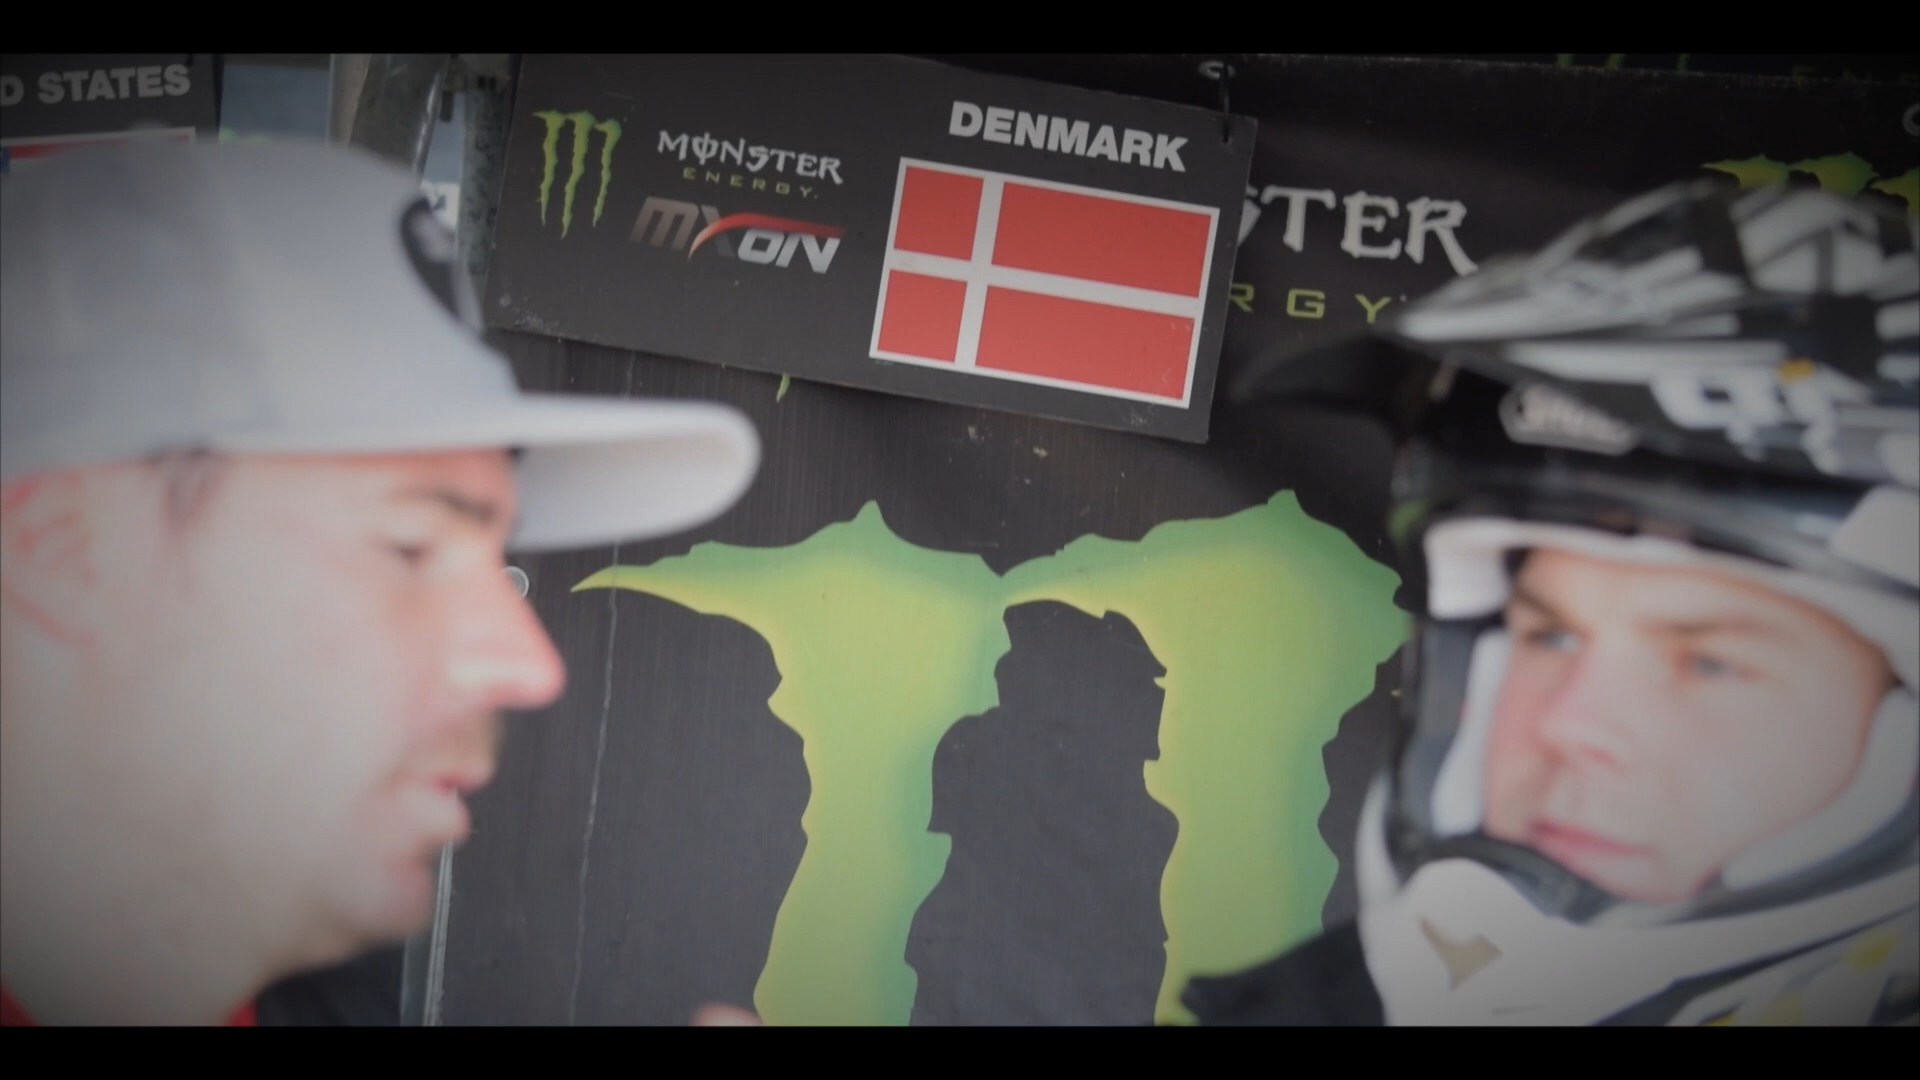 D STATES
DENMARK
MONSTER
ENERGY.
MXON
STER
RGY